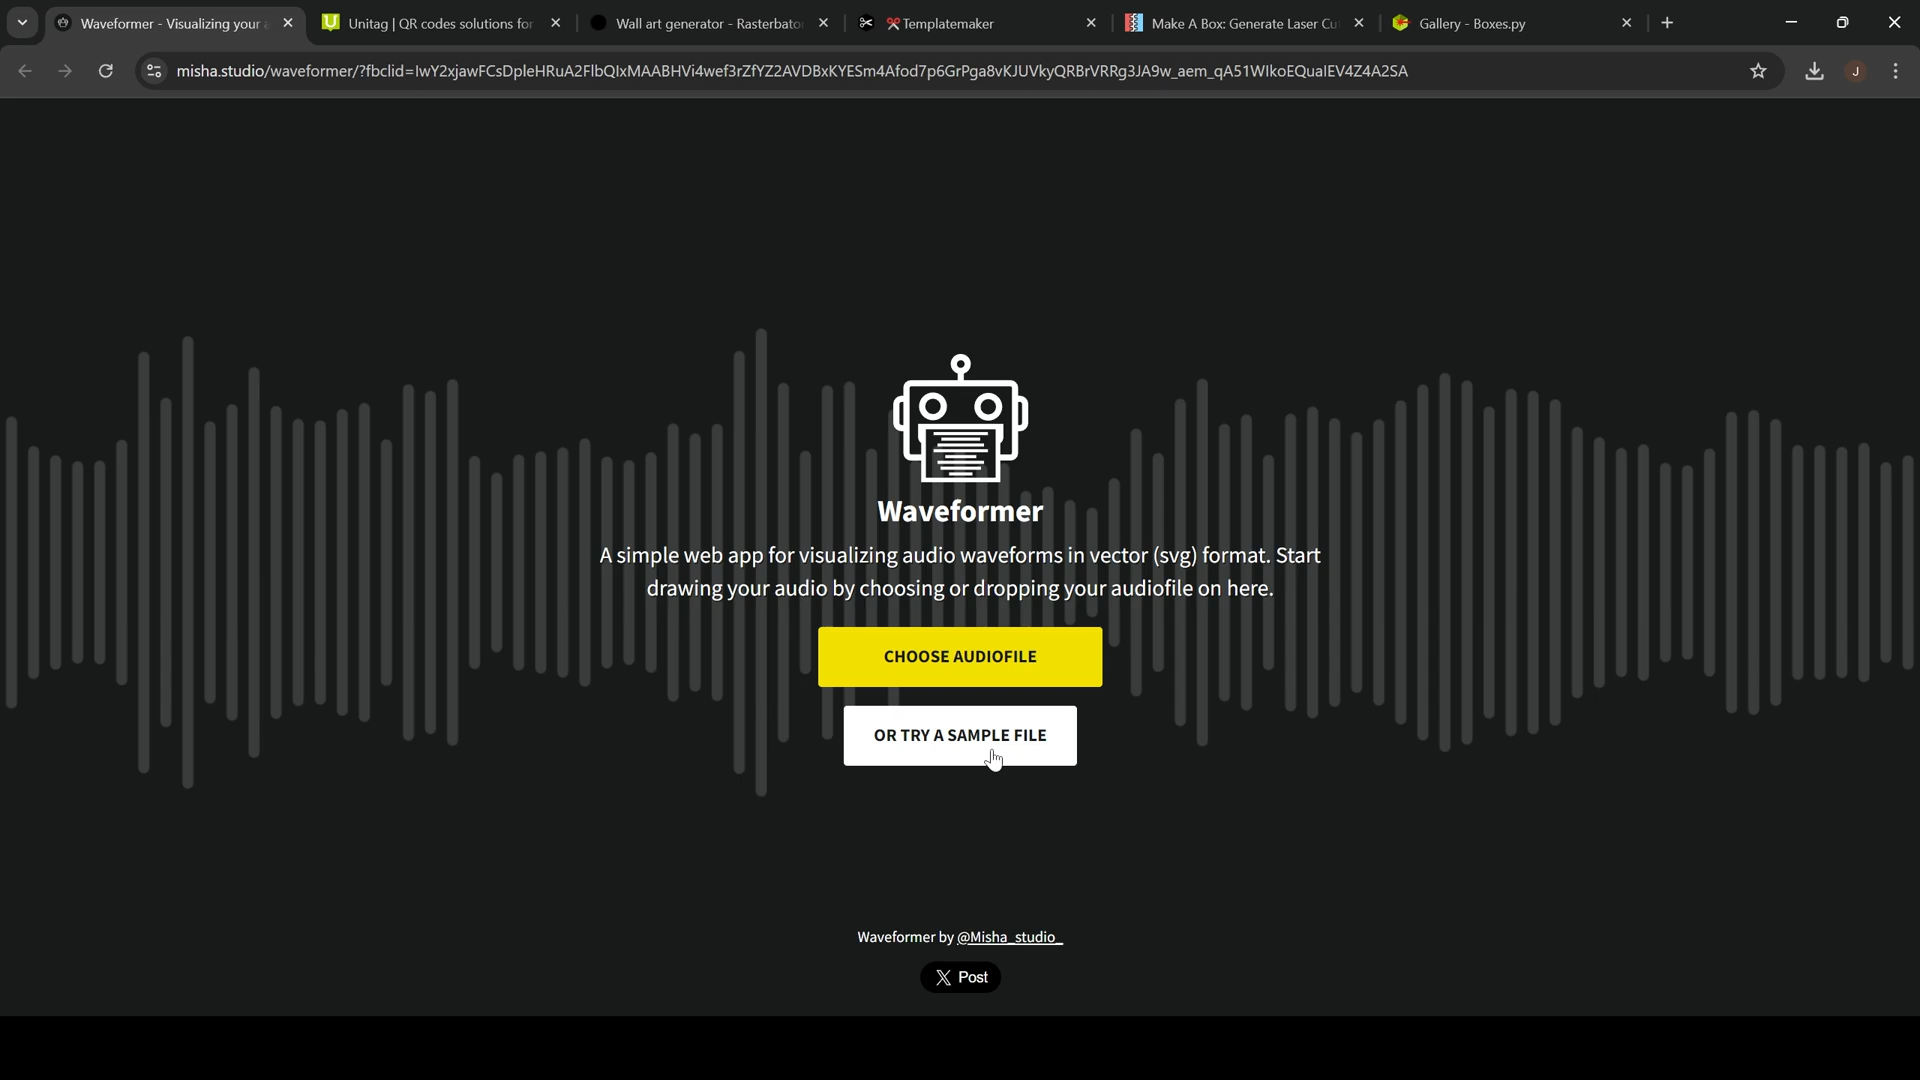 Waveformer - Visualizing your a
Unitag | QR codes solutions for
Wall art generator - Rasterbator
Templatemaker
Make A Box: Generate Laser Cu
Gallery - Boxes.py
misha.studio/waveformer/?fbclid=IwY2xjawFCsDpleHRuA2FlbQIxMAABHVi4wef3rZfYZ2AVDBxKYESm4Afod7p6GrPga8vKJUVkyQRBrVRRg3JA9w_aem_qA51WIkoEQualEV4Z4A2SA
J
Waveformer
A simple web app for visualizing audio waveforms in vector (svg) format. Start
drawing your audio by choosing or dropping your audiofile on here.
CHOOSE AUDIOFILE
OR TRY A SAMPLE FILE
Waveformer by @Misha_studio_
X Post